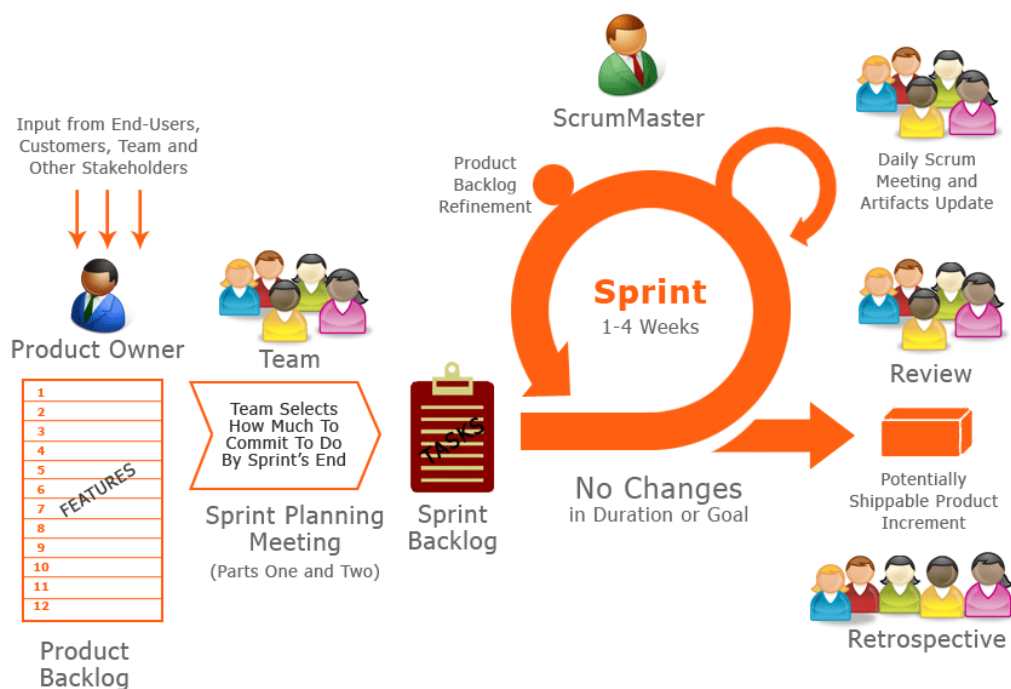 Input from End-Users,
Customers, Team and
Other Stakeholders
Product Owner
1
2
3
4
5
6
7
8
9
10
11
12
FEATURES
Product
Backlog
Team
Team Selects
How Much To
Commit To Do
By Sprint's End
Sprint Planning
Meeting
(Parts One and Two)
TASKS
Sprint
Backlog
ScrumMaster
Product
Backlog
Refinement
Sprint
1-4 Weeks
No Changes
in Duration or Goal
Daily Scrum
Meeting and
Artifacts Update
Review
Potentially
Shippable Product
Increment
Retrospective